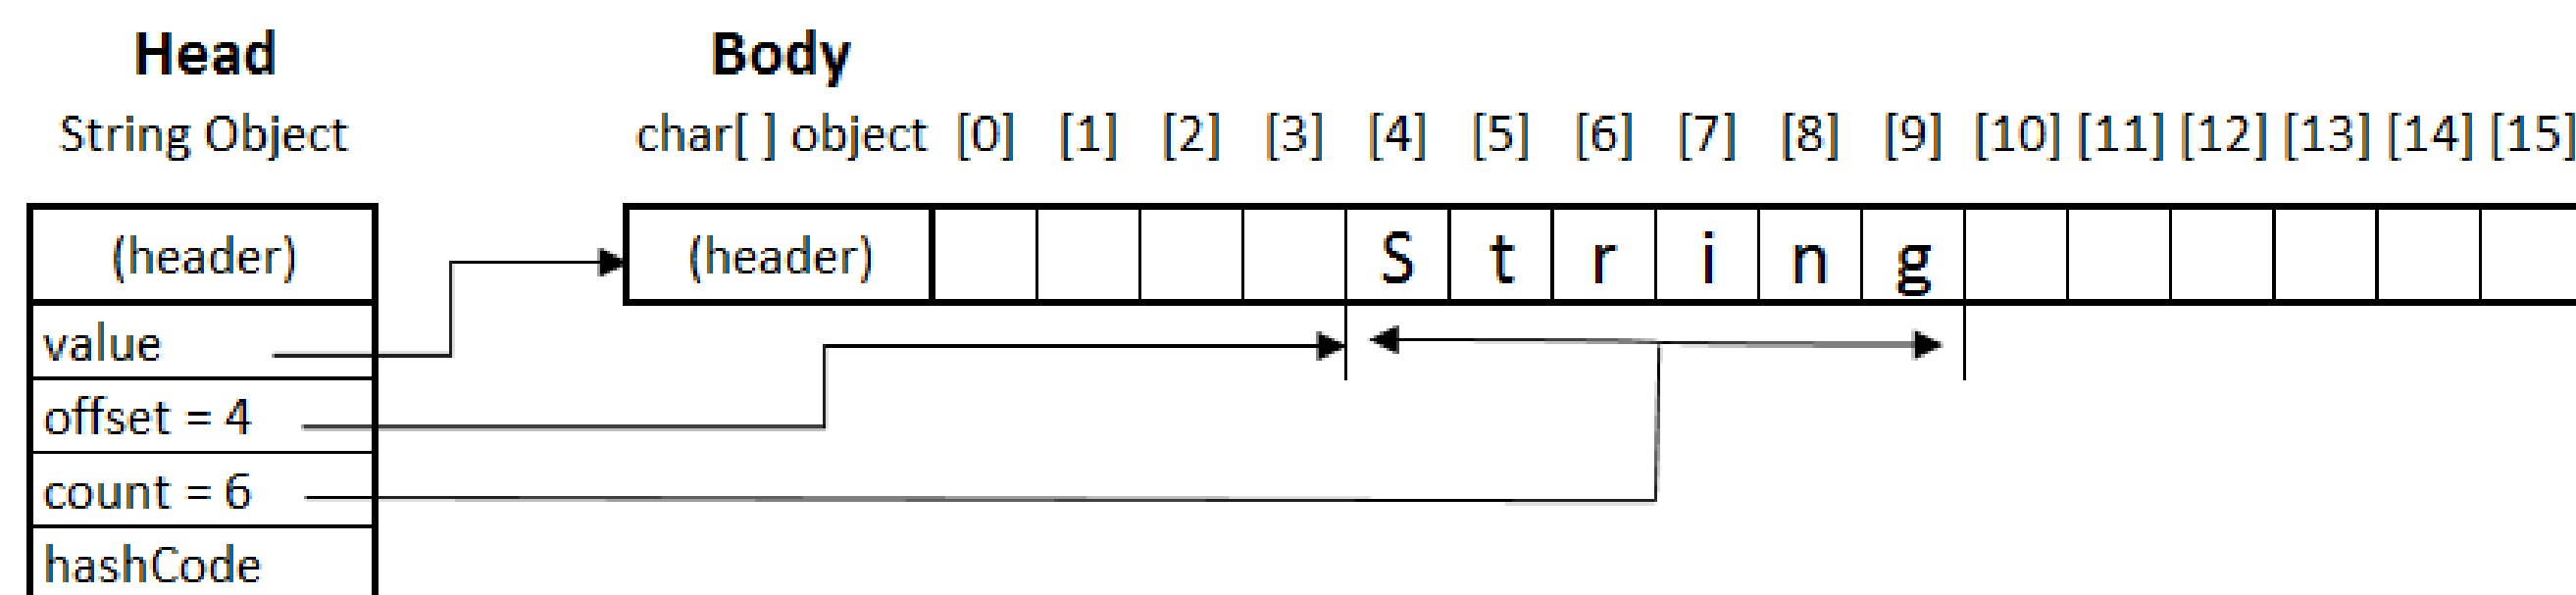 Head Body
String Object char[ ] object [0] [1] [2] [3] [4] [5] [6] [7] [8] [9] [10] [11] [12] [13] [14] [15]
(header) (header) S t r i n g
value
offset = 4
count = 6
hashCode